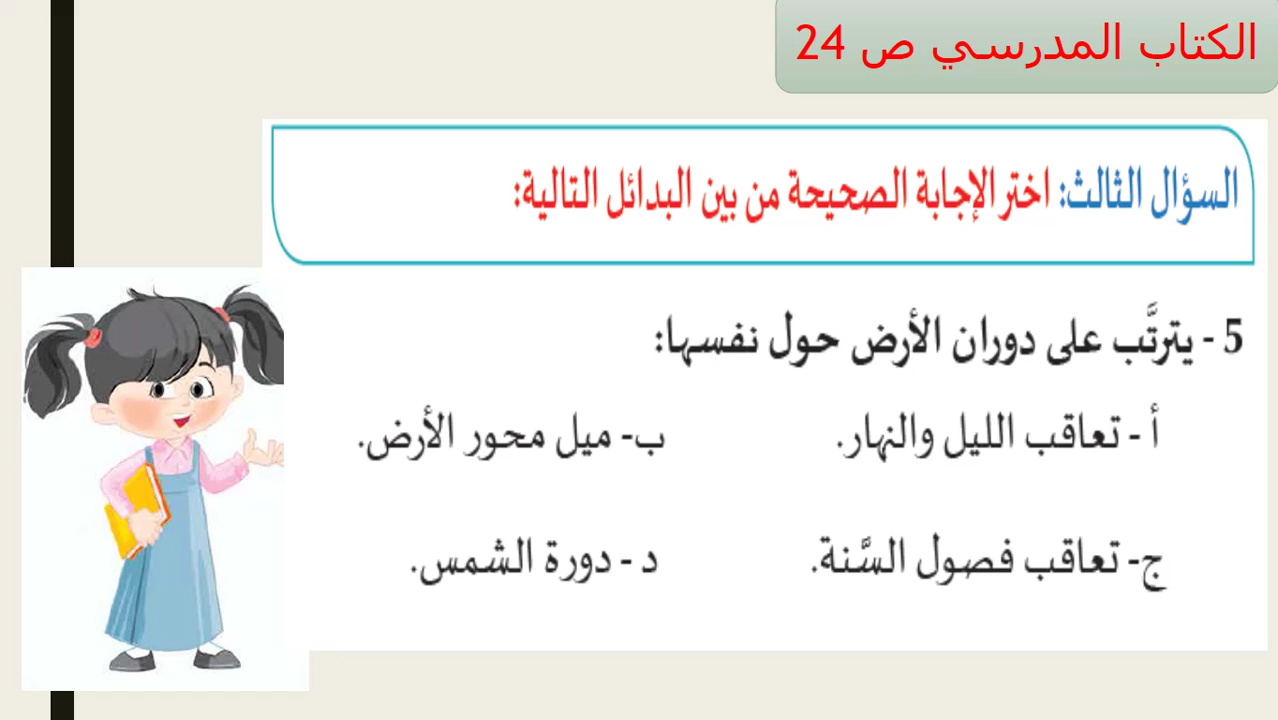 الكتاب المدرسي ص 24
السؤال الثالث: اختر الإجابة الصحيحة من بين البدائل التالية:
5 - يترتَّب على دوران الأرض حول نفسها:
أ - تعاقب الليل والنهار. ب- ميل محور الأرض.
ج- تعاقب فصول السَّنة. د - دورة الشمس.